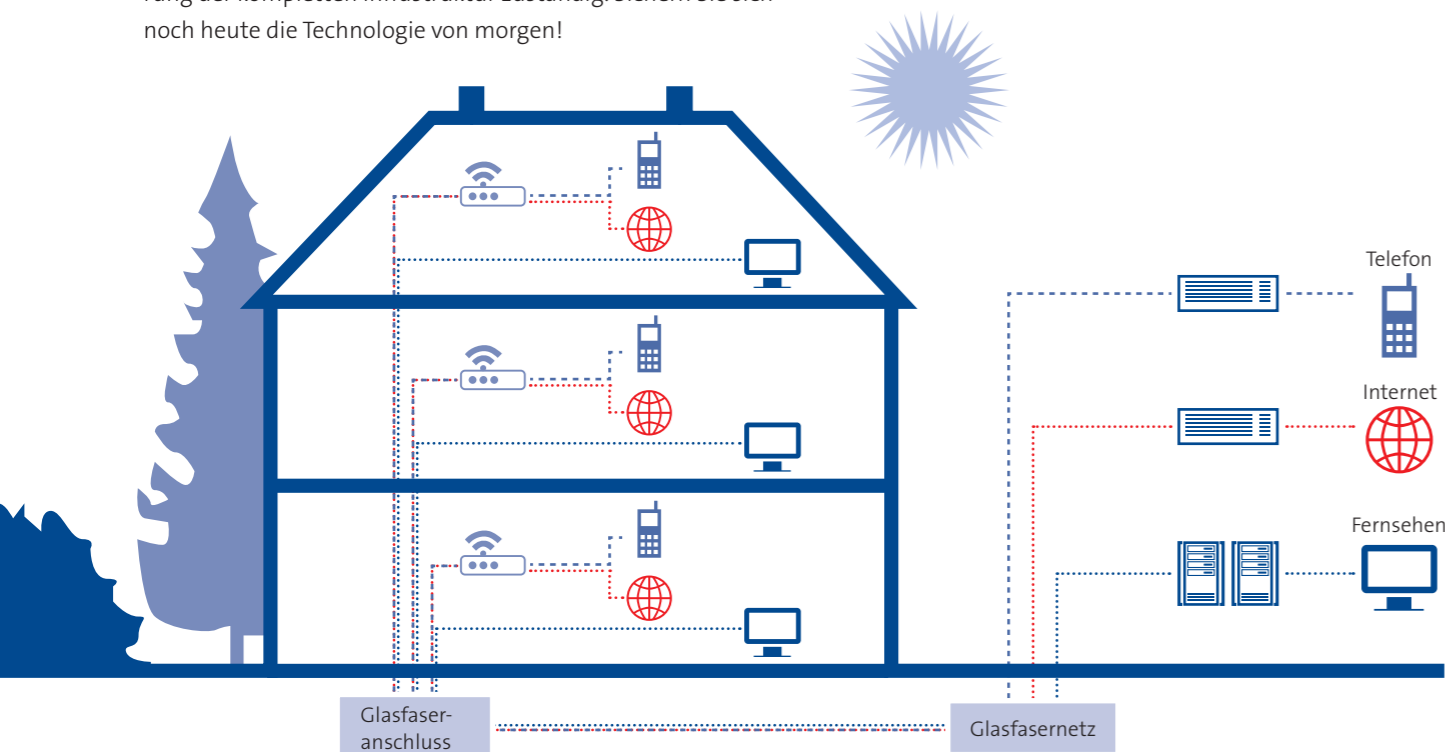 noch heute die Technologie von morgen!
Telefon
Internet
Fernsehen
Glasfaser-
anschluss
Glasfasernetz